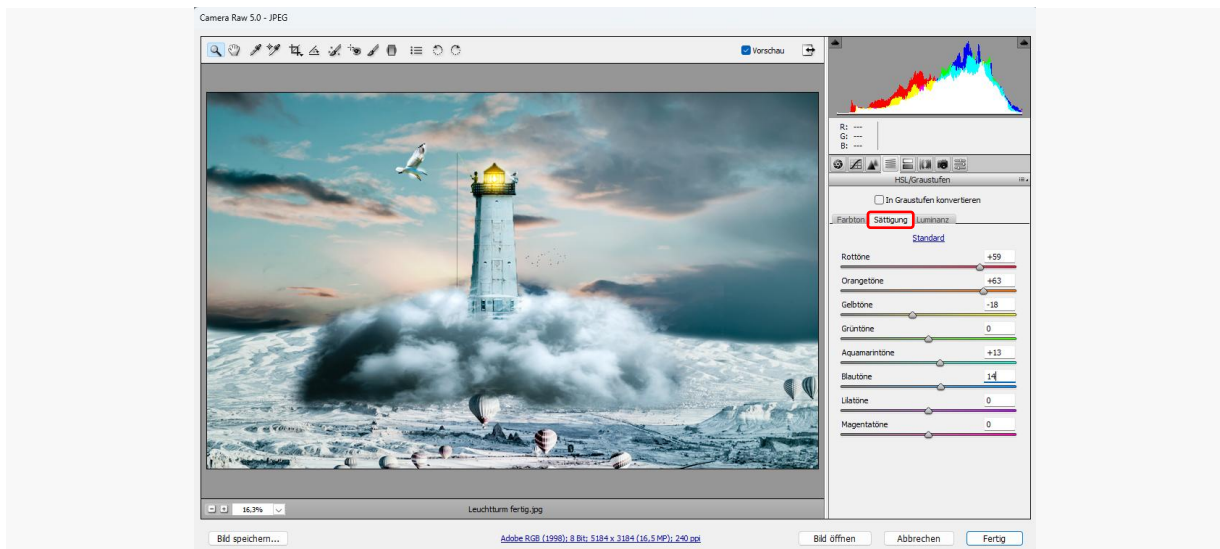 Camera Raw 5.0 - JPEG
Vorschau
R: ---
G: ---
B: ---
HSL/Graustufen
In Graustufen konvertieren
Farbton Sättigung Luminanz
Standard
Rottöne +59
Orangetöne +63
Gelbtöne -18
Grüntöne 0
Aquamarintöne +13
Blautöne 14
Lilatöne 0
Magentatöne 0
16,3% Leuchtturm fertig.jpg
Bild speichern... Adobe RGB (1998); 8 Bit; 5184 x 3184 (16,5 MP); 240 ppi Bild öffnen Abbrechen Fertig